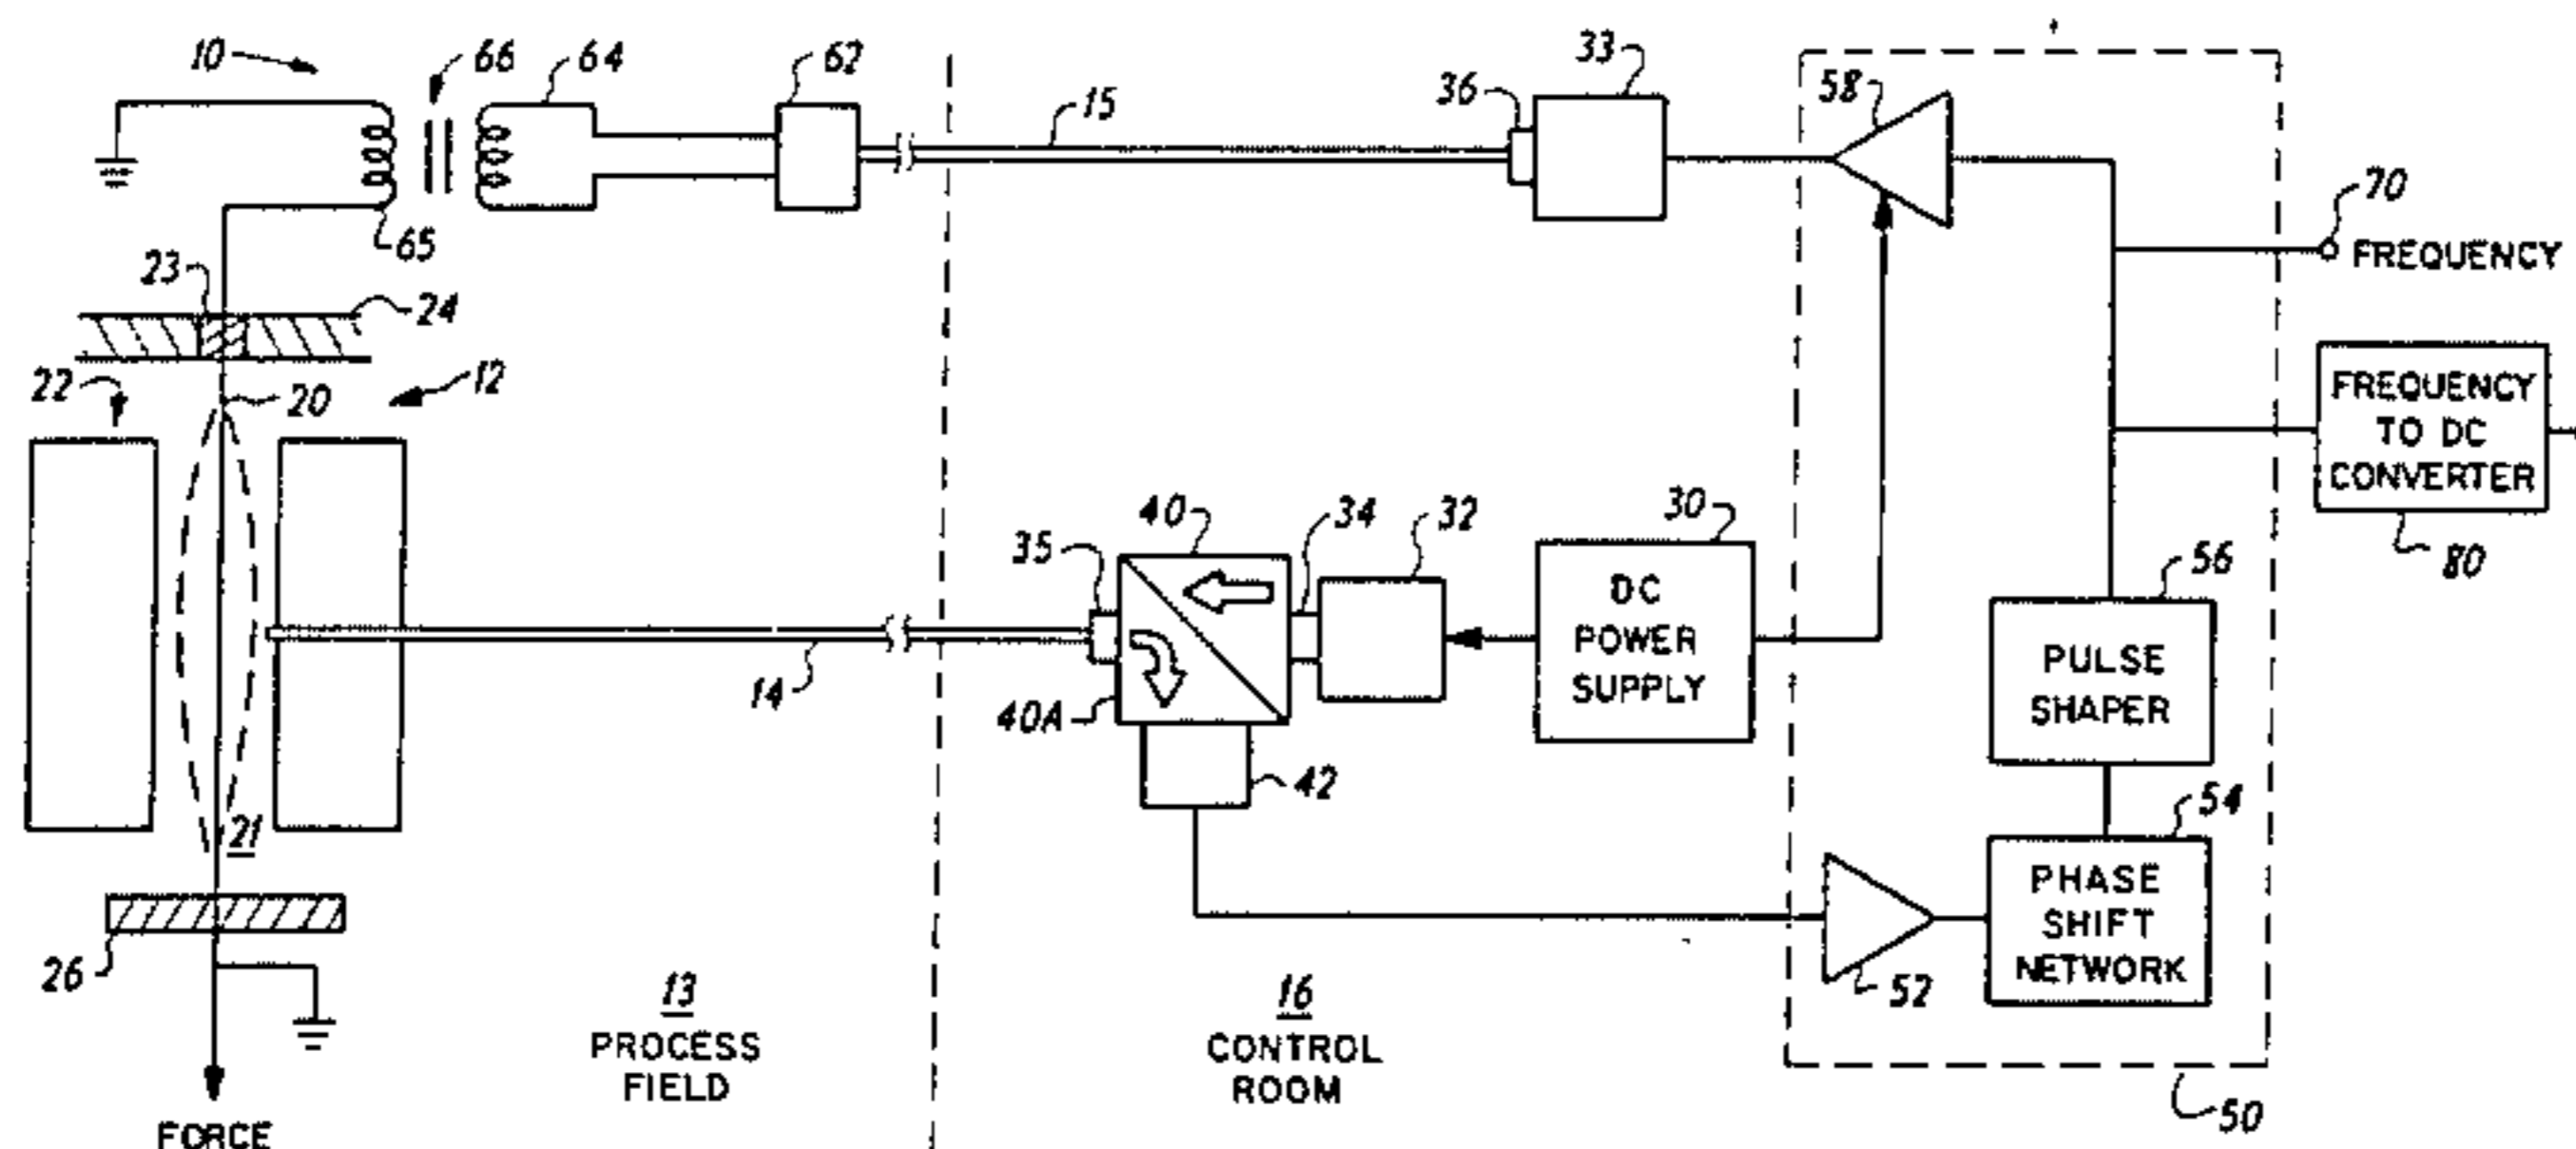 10
66
64
62
15
36
33
58
70
FREQUENCY
65
23
24
22
20
12
FREQUENCY
TO DC
CONVERTER
80
40
35
34
32
30
DC
POWER
SUPPLY
56
PULSE
SHAPER
14
40A
42
21
54
PHASE
SHIFT
NETWORK
52
26
13
PROCESS
FIELD
16
CONTROL
ROOM
50
FORCE